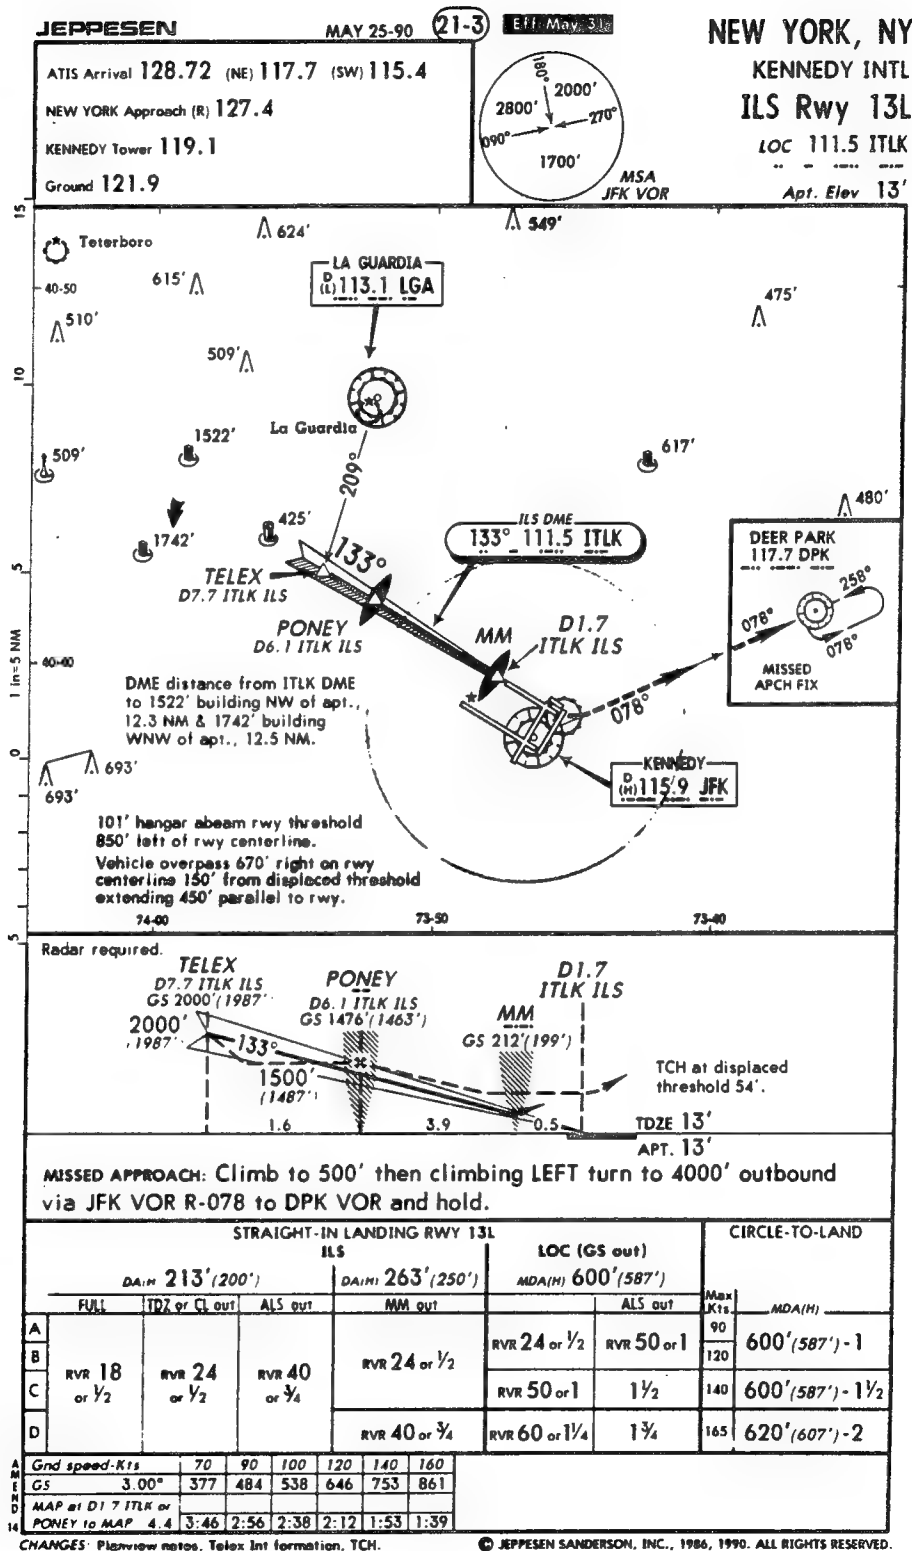 JEPPESEN MAY 25-90 21-3 Eff May 31
NEW YORK, NY
KENNEDY INTL
ILS Rwy 13L
LOC 111.5 ITLK
Apt. Elev 13'
ATIS Arrival 128.72 (NE) 117.7 (SW) 115.4
NEW YORK Approach (R) 127.4
KENNEDY Tower 119.1
Ground 121.9
180°
2000'
2800'
270°
090°
1700'
MSA
JFK VOR
15
624'
549'
Teterboro
LA GUARDIA
D
(L) 113.1 LGA
615'
40-50
475'
510'
509'
10
La Guardia
1522'
509'
617'
209°
480'
425'
1742'
ILS DME
133° 111.5 ITLK
DEER PARK
117.7 DPK
258°
078°
078°
MISSED
APCH FIX
133°
5
TELEX
D7.7 ITLK ILS
PONEY
D6.1 ITLK ILS
MM
D1.7
ITLK ILS
1 in=5 NM
078°
DME distance from ITLK DME
to 1522' building NW of apt.,
12.3 NM & 1742' building
WNW of apt., 12.5 NM.
0
KENNEDY
D
(H) 115.9 JFK
693'
693'
101' hangar abeam rwy threshold
850' left of rwy centerline.
Vehicle overpass 670' right on rwy
centerline 150' from displaced threshold
extending 450' parallel to rwy.
5
74-00 73-50 73-40
Radar required.
TELEX
D7.7 ITLK ILS
GS 2000'(1987')
2000'
(1987')
PONEY
D6.1 ITLK ILS
GS 1476'(1463')
MM
GS 212'(199')
D1.7
ITLK ILS
133°
1500'
(1487')
TCH at displaced
threshold 54'.
1.6 3.9 0.5 TDZE 13'
APT. 13'
MISSED APPROACH: Climb to 500' then climbing LEFT turn to 4000' outbound
via JFK VOR R-078 to DPK VOR and hold.
STRAIGHT-IN LANDING RWY 13L CIRCLE-TO-LAND
ILS LOC (GS out)
DA(H) 213'(200') DA(H) 263'(250') MDA(H) 600'(587')
FULL TDZ or CL out ALS out MM out ALS out Max Kts. MDA(H)
A
B
C
D
RVR 18 or 1/2
RVR 24 or 1/2
RVR 40 or 3/4
RVR 24 or 1/2
RVR 40 or 3/4
RVR 24 or 1/2 RVR 50 or 1
RVR 50 or 1 1 1/2
RVR 60 or 1 1/4 1 3/4
90
120
600'(587')-1
140 600'(587')-1 1/2
165 620'(607')-2
Gnd speed-Kts 70 90 100 120 140 160
GS 3.00° 377 484 538 646 753 861
MAP at D1.7 ITLK or
PONEY to MAP 4.4 3:46 2:56 2:38 2:12 1:53 1:39
AMEND 14
CHANGES: Planview notes, Telex Int formation, TCH. © JEPPESEN SANDERSON, INC., 1986, 1990. ALL RIGHTS RESERVED.